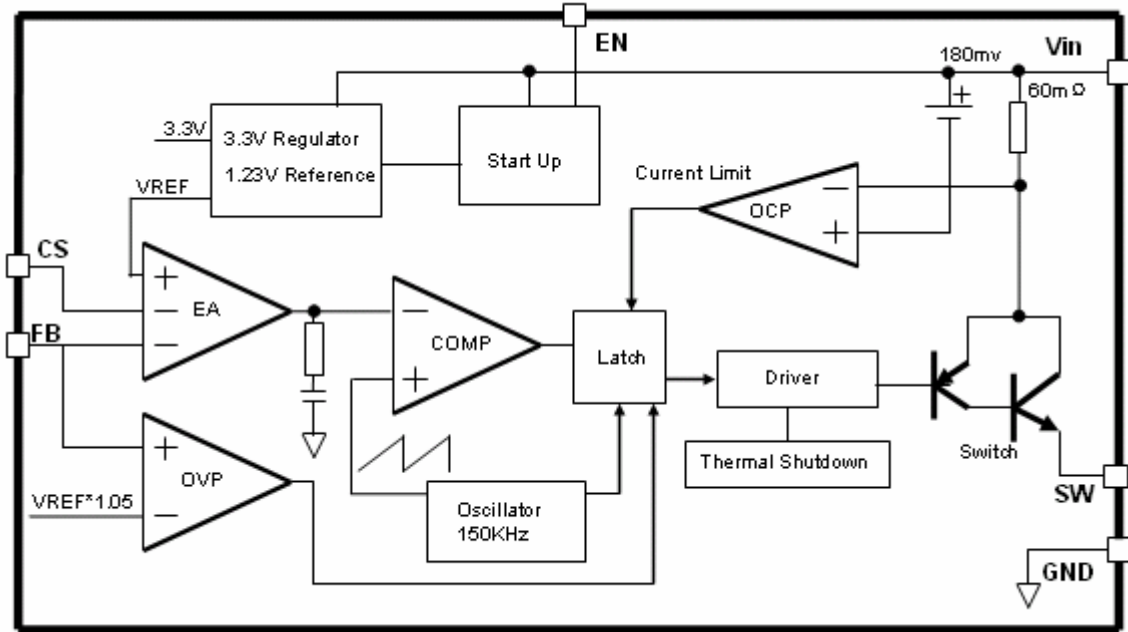 EN
Vin
180mv
60mΩ
3.3V
3.3V Regulator
1.23V Reference
Start Up
VREF
Current Limit
OCP
−
+
+
CS
FB
+
−
−
EA
−
+
COMP
Latch
Driver
Thermal Shutdown
Switch
SW
+
−
OVP
VREF*1.05
Oscillator
150KHz
GND